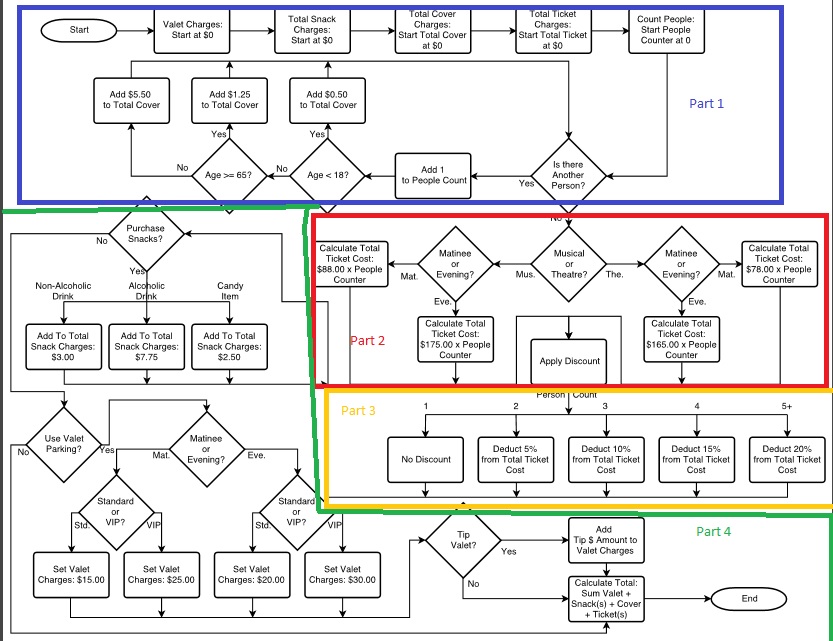 Start
Valet Charges:
Start at $0
Total Snack
Charges:
Start at $0
Total Cover
Charges:
Start Total Cover
at $0
Total Ticket
Charges:
Start Total Ticket
at $0
Count People:
Start People
Counter at 0
Part 1
Add $5.50
to Total Cover
Add $1.25
to Total Cover
Add $0.50
to Total Cover
No
Yes
Age >= 65?
No
Yes
Age < 18?
Add 1
to People Count
Yes
Is there
Another
Person?
No
Purchase
Snacks?
No
Yes
Non-Alcoholic
Drink
Alcoholic
Drink
Candy
Item
Add To Total
Snack Charges:
$3.00
Add To Total
Snack Charges:
$7.75
Add To Total
Snack Charges:
$2.50
Calculate Total
Ticket Cost:
$88.00 x People
Counter
Mat.
Matinee
or
Evening?
Mus.
Musical
or
Theatre?
The.
Matinee
or
Evening?
Mat.
Calculate Total
Ticket Cost:
$78.00 x People
Counter
Eve.
Eve.
Part 2
Calculate Total
Ticket Cost:
$175.00 x People
Counter
Apply Discount
Calculate Total
Ticket Cost:
$165.00 x People
Counter
Part 3
Person Count
1
2
3
4
5+
No Discount
Deduct 5%
from Total Ticket
Cost
Deduct 10%
from Total Ticket
Cost
Deduct 15%
from Total Ticket
Cost
Deduct 20%
from Total Ticket
Cost
Use Valet
Parking?
No
Yes
Matinee
or
Evening?
Mat.
Eve.
Standard
or
VIP?
Std.
VIP
Standard
or
VIP?
Std.
VIP
Set Valet
Charges: $15.00
Set Valet
Charges: $25.00
Set Valet
Charges: $20.00
Set Valet
Charges: $30.00
Tip
Valet?
Yes
No
Add
Tip $ Amount to
Valet Charges
Part 4
Calculate Total:
Sum Valet +
Snack(s) + Cover
+ Ticket(s)
End